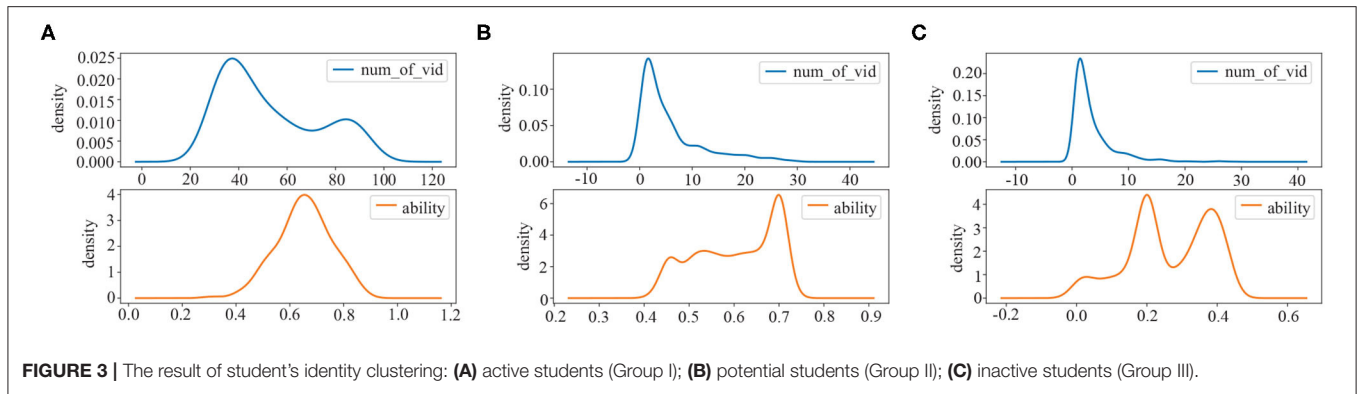 A
B
C
0.025
0.020
0.015
0.010
0.005
0.000
density
num_of_vid
0 20 40 60 80 100 120
4
3
2
1
0
density
ability
0.0 0.2 0.4 0.6 0.8 1.0 1.2
0.10
0.05
0.00
density
num_of_vid
-10 0 10 20 30 40
6
4
2
0
density
ability
0.2 0.3 0.4 0.5 0.6 0.7 0.8 0.9
0.20
0.15
0.10
0.05
0.00
density
num_of_vid
-10 0 10 20 30 40
4
3
2
1
0
density
ability
-0.2 0.0 0.2 0.4 0.6
FIGURE 3 | The result of student's identity clustering: (A) active students (Group I); (B) potential students (Group II); (C) inactive students (Group III).